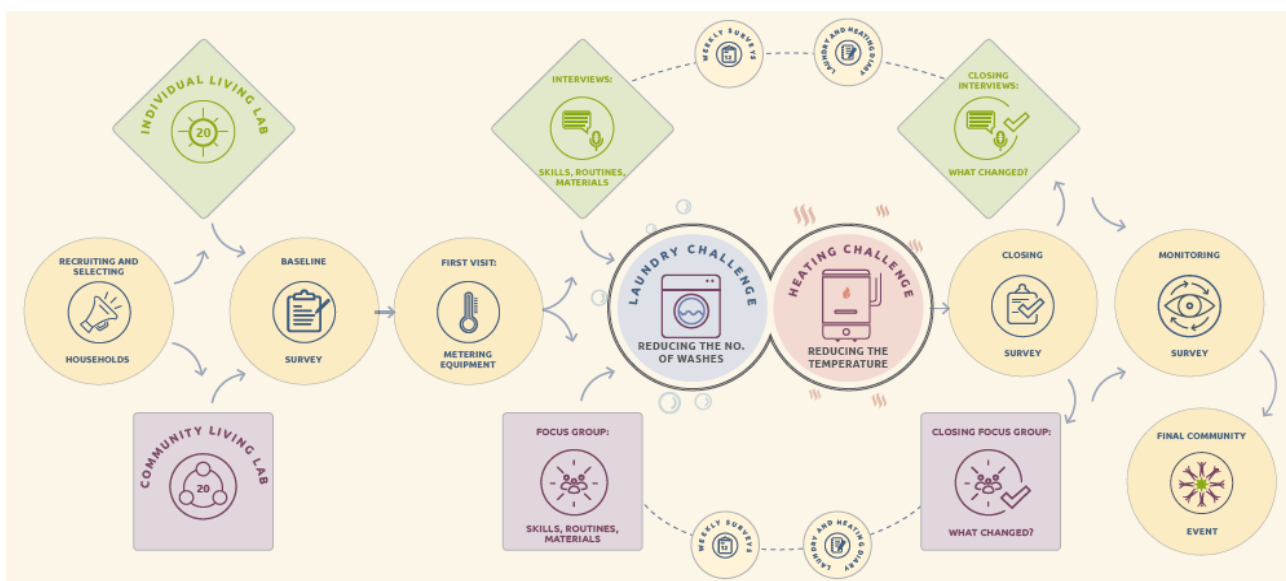 INDIVIDUAL LIVING LAB
20
INTERVIEWS:
SKILLS, ROUTINES,
MATERIALS
WEEKLY SURVEYS
12
LAUNDRY AND HEATING DIARY
CLOSING
INTERVIEWS:
WHAT CHANGED?
RECRUITING AND
SELECTING
HOUSEHOLDS
BASELINE
SURVEY
FIRST VISIT:
METERING
EQUIPMENT
LAUNDRY CHALLENGE
REDUCING THE NO.
OF WASHES
HEATING CHALLENGE
REDUCING THE
TEMPERATURE
CLOSING
SURVEY
MONITORING
SURVEY
COMMUNITY LIVING LAB
20
FOCUS GROUP:
SKILLS, ROUTINES,
MATERIALS
WEEKLY SURVEYS
12
LAUNDRY AND HEATING DIARY
CLOSING FOCUS GROUP:
WHAT CHANGED?
FINAL COMMUNITY
EVENT